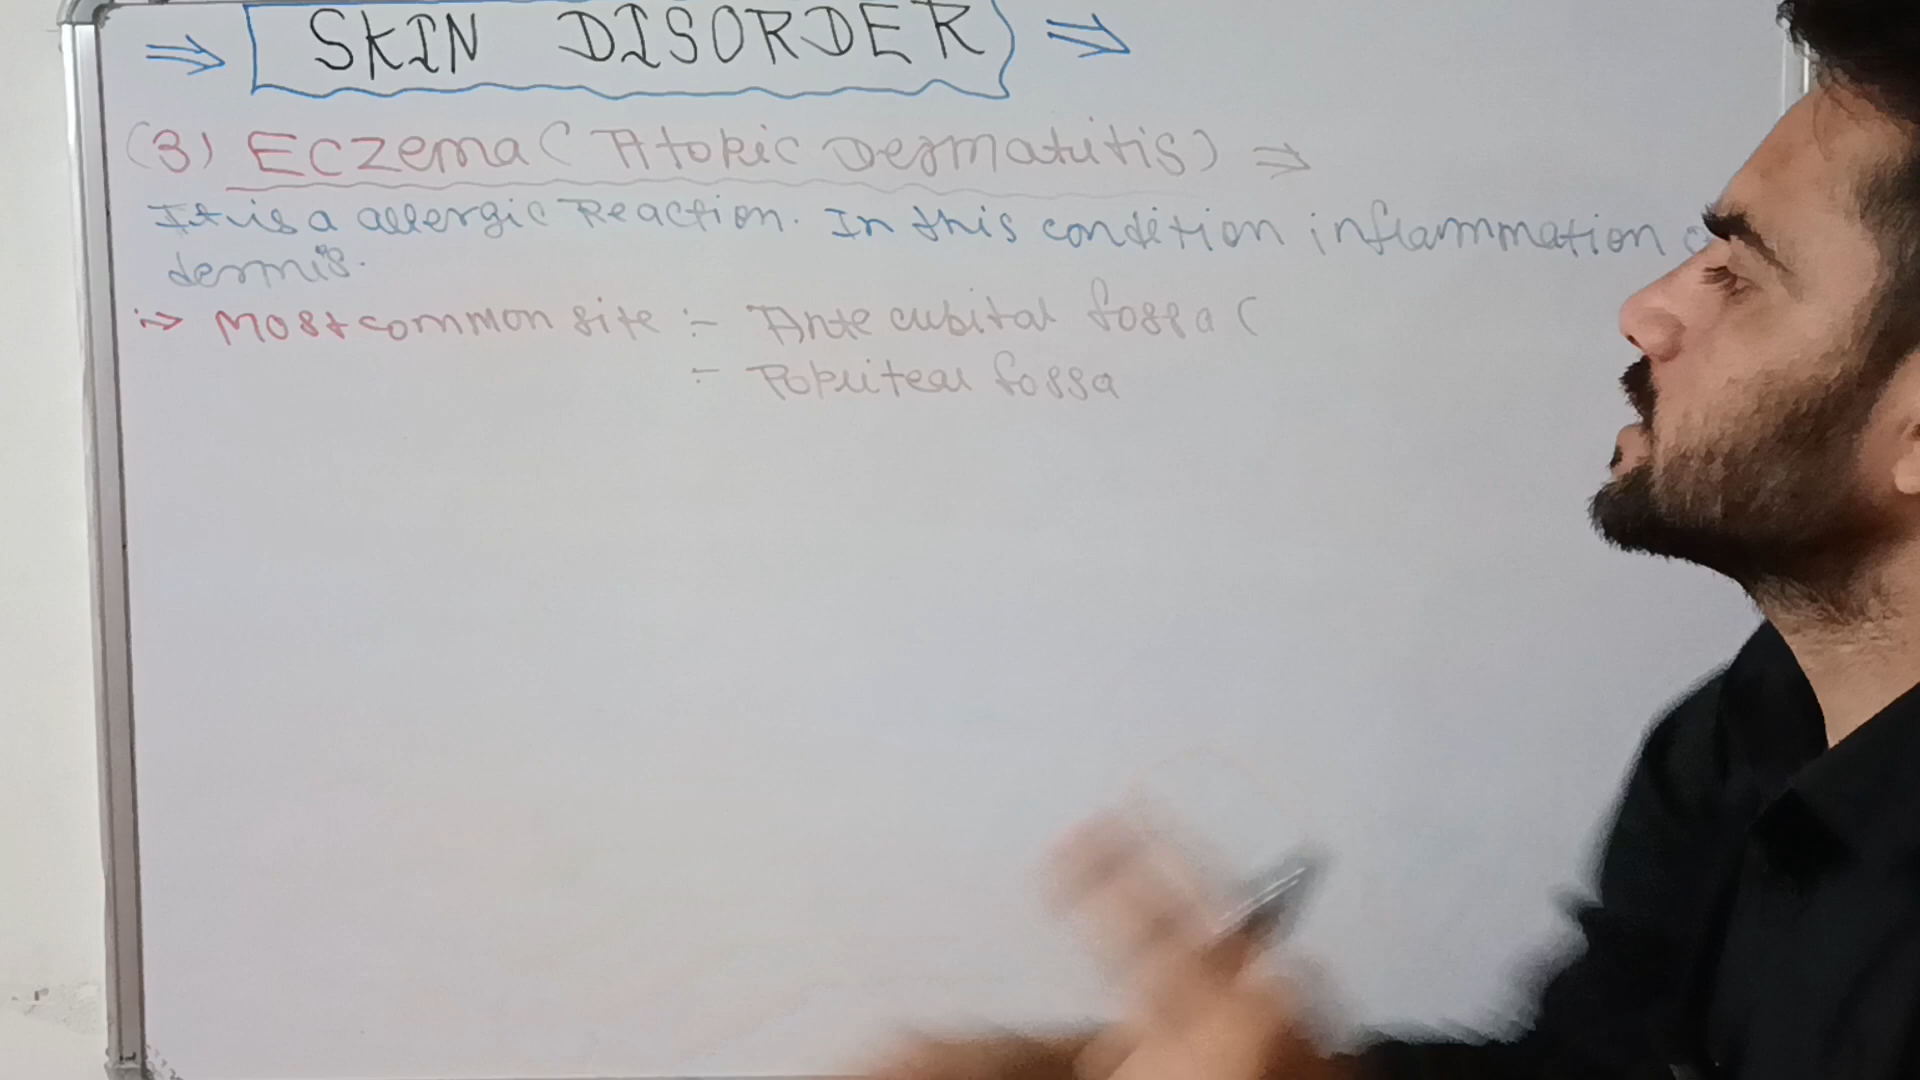 ⇒ SKIN DISORDER ⇒
(3) Eczema (Atopic Dermatitis) ⇒
It is a allergic Reaction. In this condition inflammation
dermis.
:→ Most common site :- Ante cubital fossa (
:- Popliteal fossa